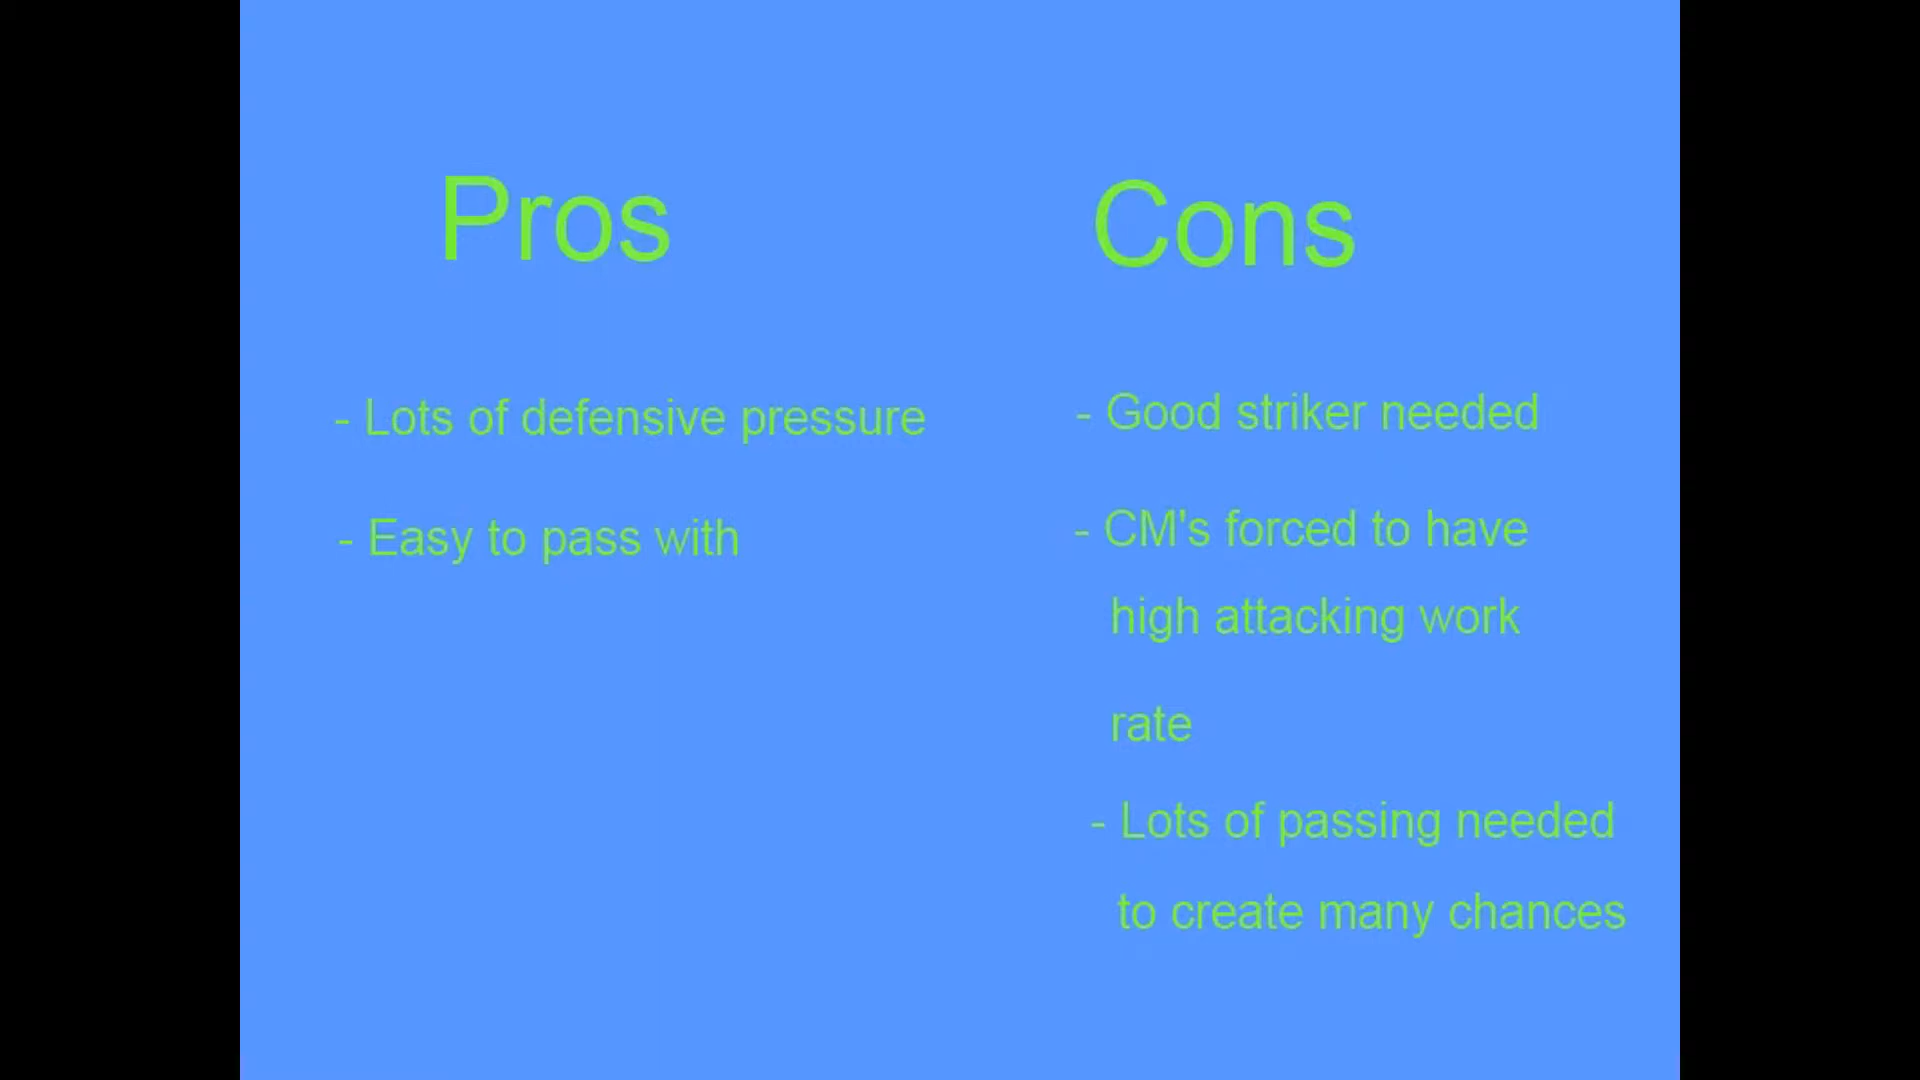 Pros
- Lots of defensive pressure
- Easy to pass with
Cons
- Good striker needed
- CM's forced to have
high attacking work
rate
- Lots of passing needed
to create many chances